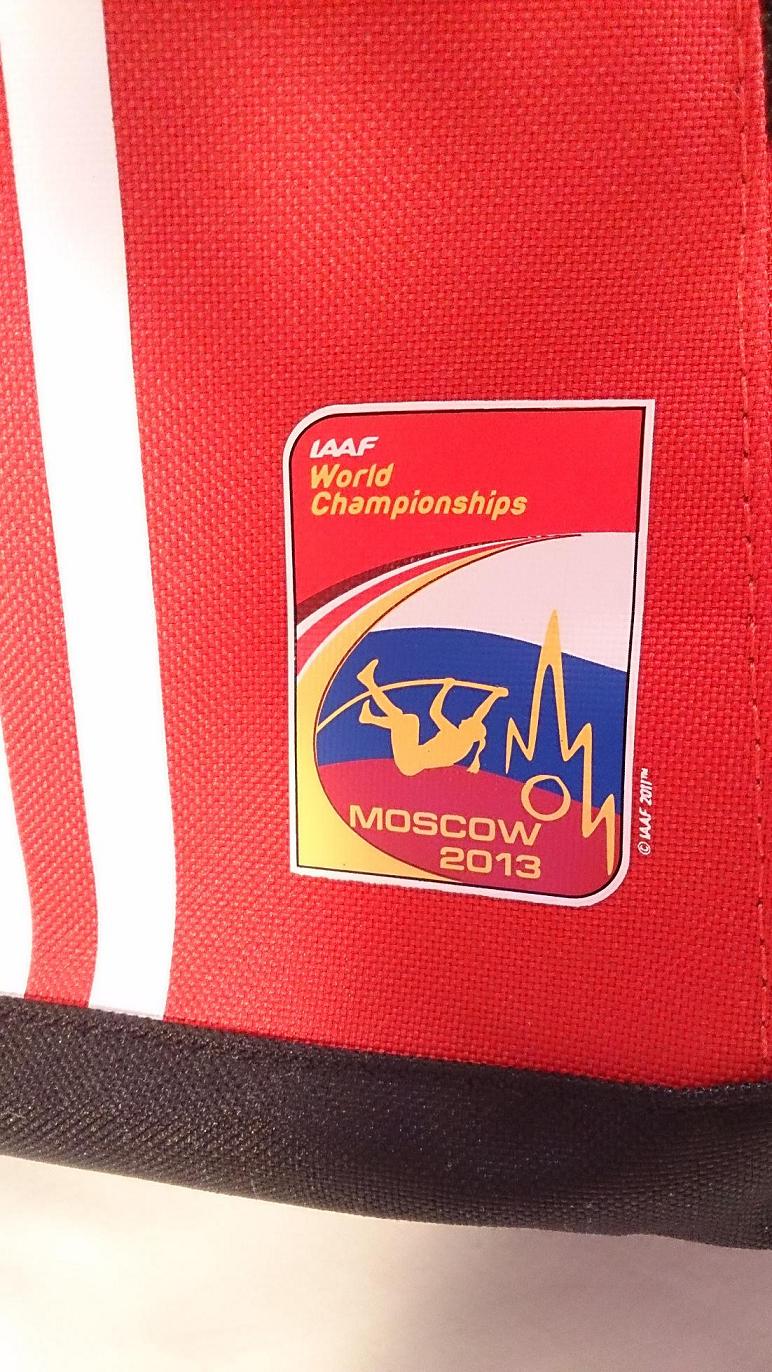 IAAF
World
Championships
MOSCOW
2013
© IAAF 2011™